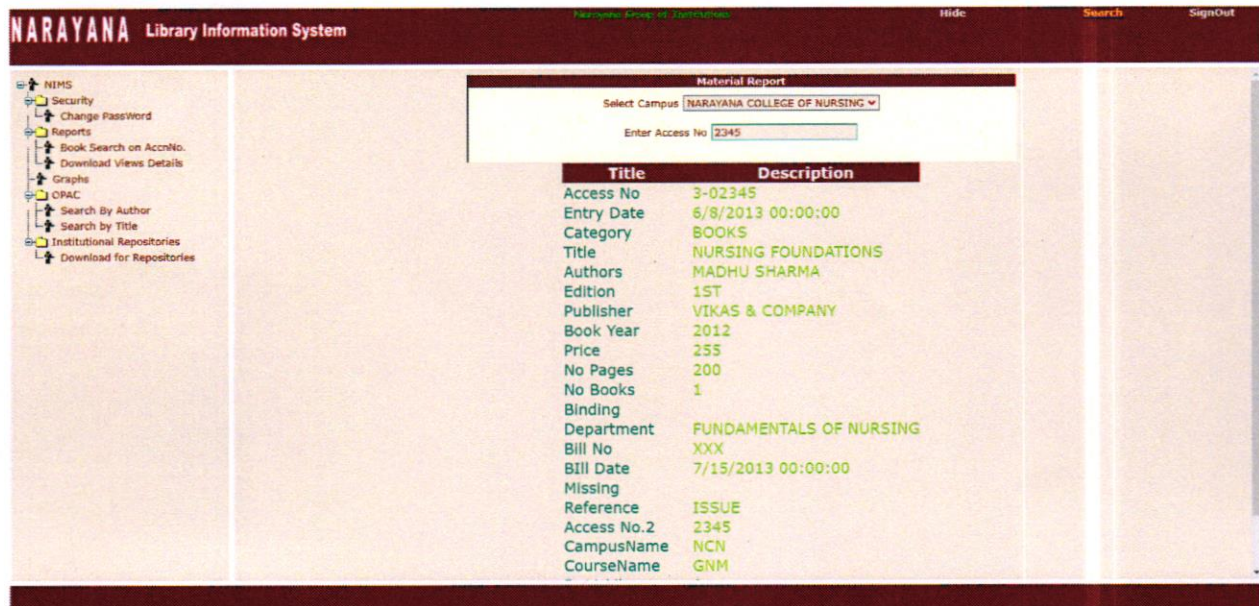 Narayana Group of Institutions Hide Search SignOut
NARAYANA Library Information System
NIMS
Security
Change PassWord
Reports
Book Search on AccnNo.
Download Views Details
Graphs
OPAC
Search By Author
Search by Title
Institutional Repositories
Download for Repositories
Material Report
Select Campus NARAYANA COLLEGE OF NURSING
Enter Access No 2345
Title Description
Access No 3-02345
Entry Date 6/8/2013 00:00:00
Category BOOKS
Title NURSING FOUNDATIONS
Authors MADHU SHARMA
Edition 1ST
Publisher VIKAS & COMPANY
Book Year 2012
Price 255
No Pages 200
No Books 1
Binding
Department FUNDAMENTALS OF NURSING
Bill No XXX
BIll Date 7/15/2013 00:00:00
Missing
Reference ISSUE
Access No.2 2345
CampusName NCN
CourseName GNM